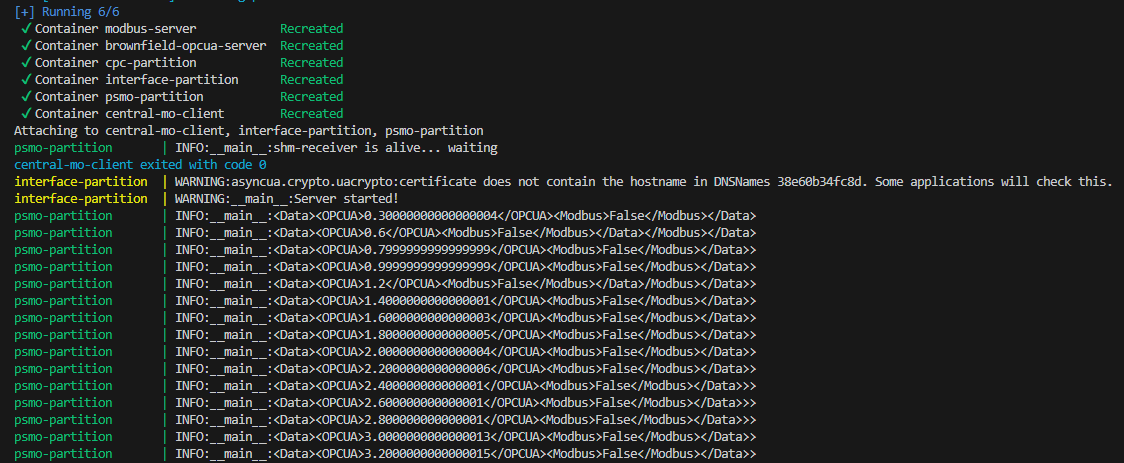 [+] Running 6/6
✔ Container modbus-server Recreated
✔ Container brownfield-opcua-server Recreated
✔ Container cpc-partition Recreated
✔ Container interface-partition Recreated
✔ Container psmo-partition Recreated
✔ Container central-mo-client Recreated
Attaching to central-mo-client, interface-partition, psmo-partition
psmo-partition | INFO:__main__:shm-receiver is alive... waiting
central-mo-client exited with code 0
interface-partition | WARNING:asyncua.crypto.uacrypto:certificate does not contain the hostname in DNSNames 38e60b34fc8d. Some applications will check this.
interface-partition | WARNING:__main__:Server started!
psmo-partition | INFO:__main__:<Data><OPCUA>0.30000000000000004</OPCUA><Modbus>False</Modbus></Data>
psmo-partition | INFO:__main__:<Data><OPCUA>0.6</OPCUA><Modbus>False</Modbus></Data></Modbus></Data>
psmo-partition | INFO:__main__:<Data><OPCUA>0.7999999999999999</OPCUA><Modbus>False</Modbus></Data>>
psmo-partition | INFO:__main__:<Data><OPCUA>0.9999999999999999</OPCUA><Modbus>False</Modbus></Data>>
psmo-partition | INFO:__main__:<Data><OPCUA>1.2</OPCUA><Modbus>False</Modbus></Data></Modbus></Data>>
psmo-partition | INFO:__main__:<Data><OPCUA>1.4000000000000001</OPCUA><Modbus>False</Modbus></Data>>
psmo-partition | INFO:__main__:<Data><OPCUA>1.6000000000000003</OPCUA><Modbus>False</Modbus></Data>>
psmo-partition | INFO:__main__:<Data><OPCUA>1.8000000000000005</OPCUA><Modbus>False</Modbus></Data>>
psmo-partition | INFO:__main__:<Data><OPCUA>2.0000000000000004</OPCUA><Modbus>False</Modbus></Data>>
psmo-partition | INFO:__main__:<Data><OPCUA>2.2000000000000006</OPCUA><Modbus>False</Modbus></Data>>
psmo-partition | INFO:__main__:<Data><OPCUA>2.400000000000001</OPCUA><Modbus>False</Modbus></Data>>>
psmo-partition | INFO:__main__:<Data><OPCUA>2.600000000000001</OPCUA><Modbus>False</Modbus></Data>>>
psmo-partition | INFO:__main__:<Data><OPCUA>2.800000000000001</OPCUA><Modbus>False</Modbus></Data>>>
psmo-partition | INFO:__main__:<Data><OPCUA>3.0000000000000013</OPCUA><Modbus>False</Modbus></Data>>
psmo-partition | INFO:__main__:<Data><OPCUA>3.2000000000000015</OPCUA><Modbus>False</Modbus></Data>>